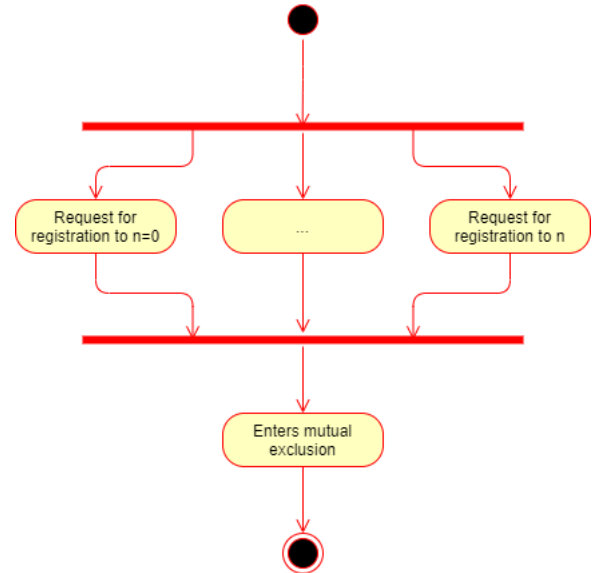 Request for
registration to n=0
...
Request for
registration to n
Enters mutual
exclusion